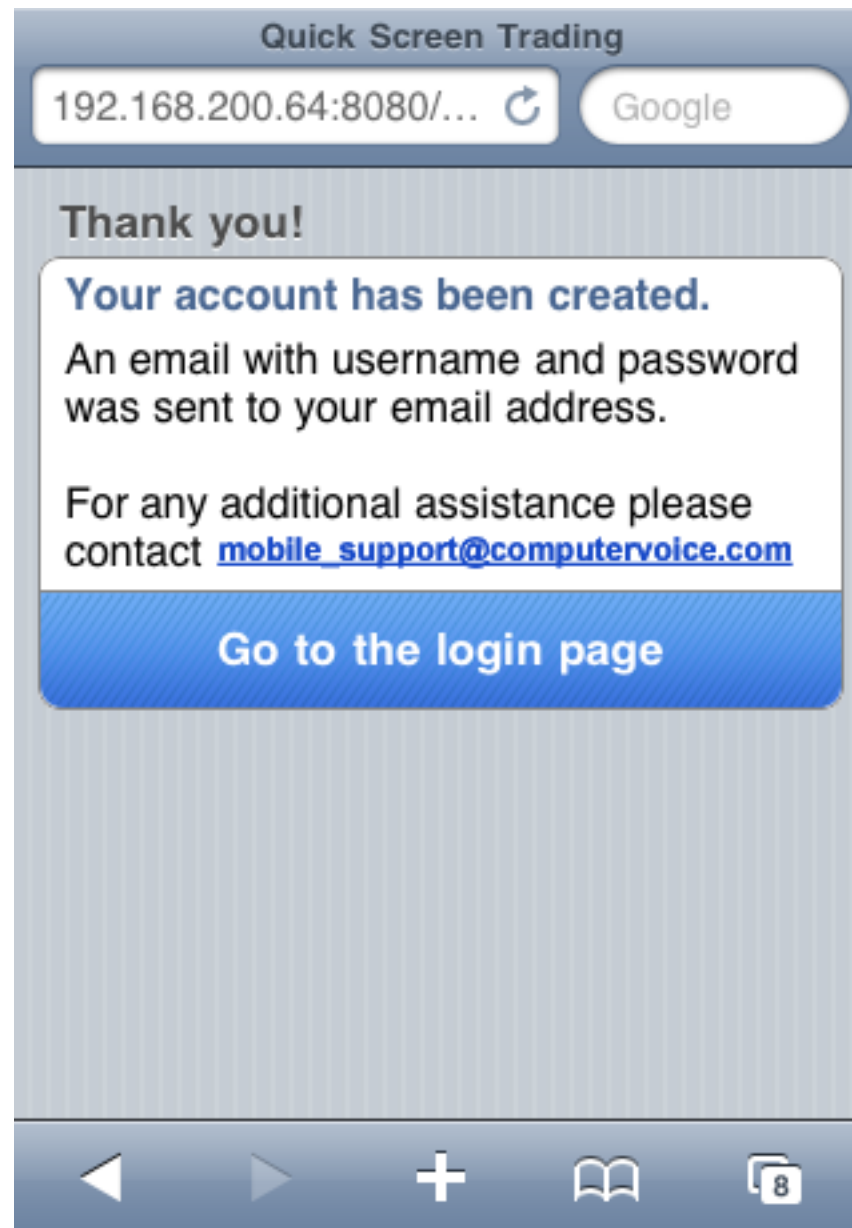 Quick Screen Trading
192.168.200.64:8080/... Google
Thank you!
Your account has been created.
An email with username and password
was sent to your email address.
For any additional assistance please
contact mobile_support@computervoice.com
Go to the login page
8